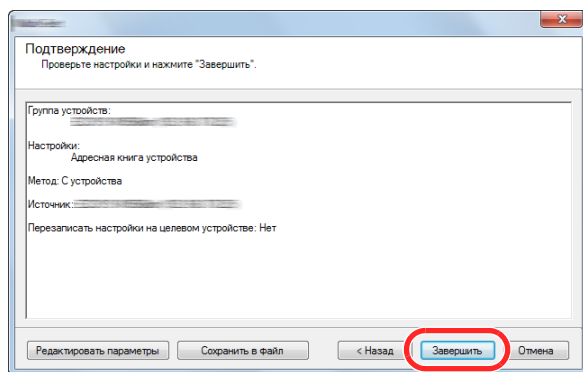 Подтверждение
Проверьте настройки и нажмите "Завершить".
Группа устройств:
Настройки:
Адресная книга устройства
Метод: С устройства
Источник:
Перезаписать настройки на целевом устройстве: Нет
Редактировать параметры Сохранить в файл < Назад Завершить Отмена